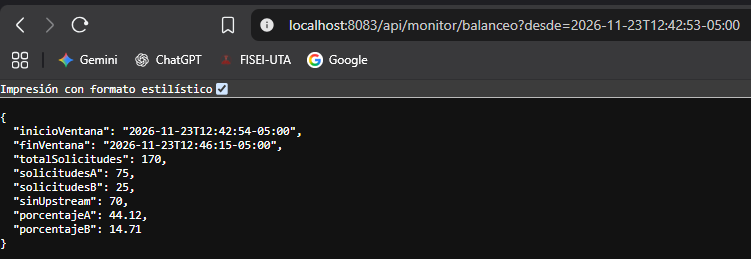 localhost:8083/api/monitor/balanceo?desde=2026-11-23T12:42:53-05:00
Gemini ChatGPT FISEI-UTA Google
Impresión con formato estilístico
{
  "inicioVentana": "2026-11-23T12:42:54-05:00",
  "finVentana": "2026-11-23T12:46:15-05:00",
  "totalSolicitudes": 170,
  "solicitudesA": 75,
  "solicitudesB": 25,
  "sinUpstream": 70,
  "porcentajeA": 44.12,
  "porcentajeB": 14.71
}